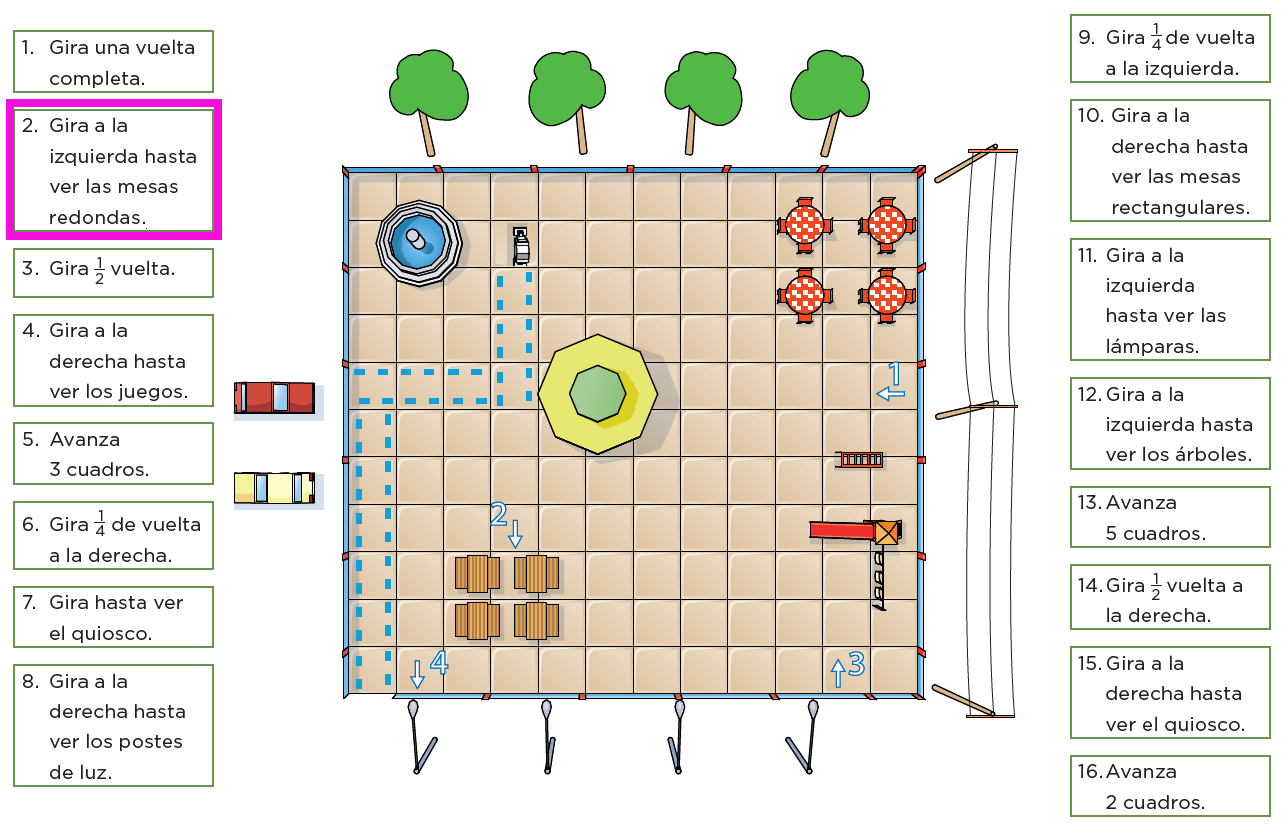 1. Gira una vuelta
completa.
2. Gira a la
izquierda hasta
ver las mesas
redondas.
3. Gira 1/2 vuelta.
4. Gira a la
derecha hasta
ver los juegos.
5. Avanza
3 cuadros.
6. Gira 1/4 de vuelta
a la derecha.
7. Gira hasta ver
el quiosco.
8. Gira a la
derecha hasta
ver los postes
de luz.
1
2
3
4
9. Gira 1/4 de vuelta
a la izquierda.
10. Gira a la
derecha hasta
ver las mesas
rectangulares.
11. Gira a la
izquierda
hasta ver las
lámparas.
12. Gira a la
izquierda hasta
ver los árboles.
13. Avanza
5 cuadros.
14. Gira 1/2 vuelta a
la derecha.
15. Gira a la
derecha hasta
ver el quiosco.
16. Avanza
2 cuadros.